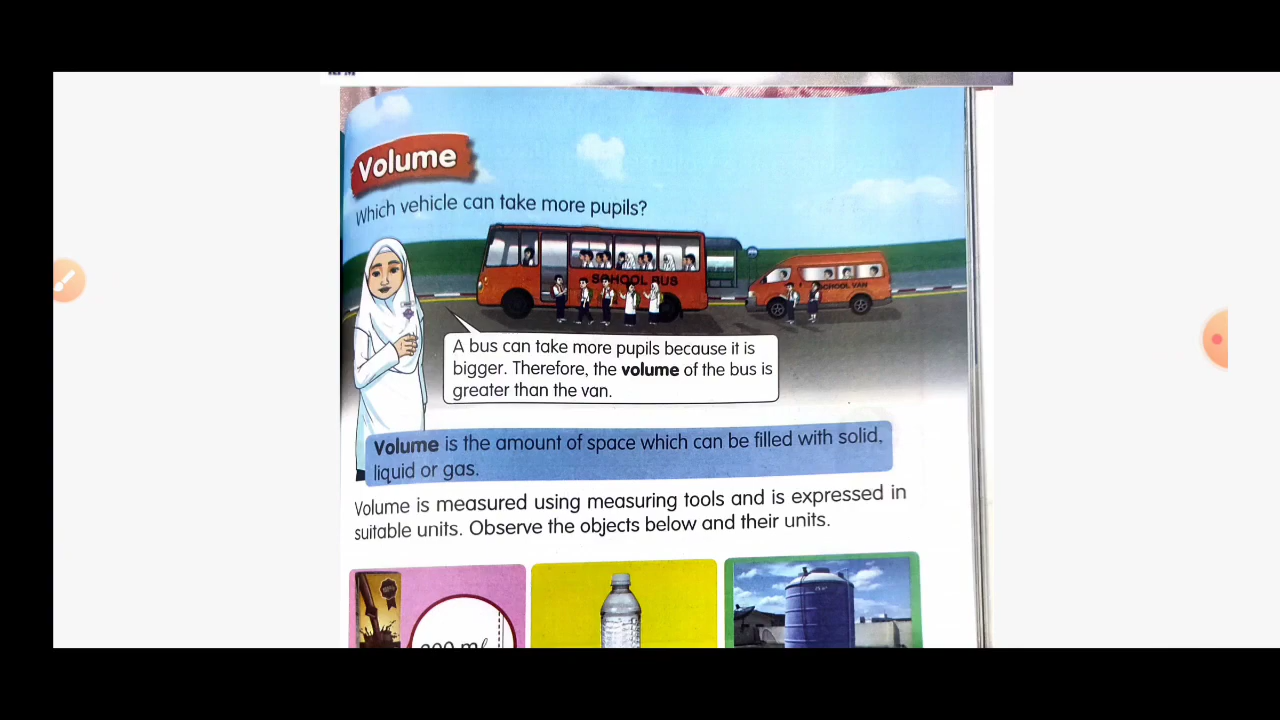 Volume
Which vehicle can take more pupils?
SCHOOL BUS
SCHOOL VAN
A bus can take more pupils because it is
bigger. Therefore, the volume of the bus is
greater than the van.
Volume is the amount of space which can be filled with solid,
liquid or gas.
Volume is measured using measuring tools and is expressed in
suitable units. Observe the objects below and their units.